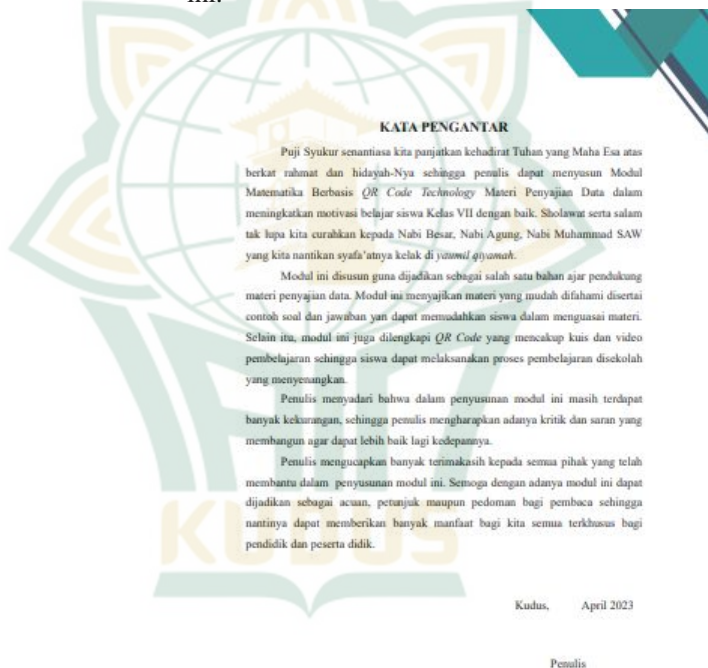 KATA PENGANTAR
Puji Syukur senantiasa kita panjatkan kehadirat Tuhan yang Maha Esa atas
berkat rahmat dan hidayah-Nya sehingga penulis dapat menyusun Modul
Matematika Berbasis QR Code Technology Materi Penyajian Data dalam
meningkatkan motivasi belajar siswa Kelas VII dengan baik. Sholawat serta salam
tak lupa kita curahkan kepada Nabi Besar, Nabi Agung, Nabi Muhammad SAW
yang kita nantikan syafa'atnya kelak di yaumil qiyamah.
Modul ini disusun guna dijadikan sebagai salah satu bahan ajar pendukung
materi penyajian data. Modul ini menyajikan materi yang mudah difahami disertai
contoh soal dan jawaban yan dapat memudahkan siswa dalam menguasai materi.
Selain itu, modul ini juga dilengkapi QR Code yang mencakup kuis dan video
pembelajaran sehingga siswa dapat melaksanakan proses pembelajaran disekolah
yang menyenangkan.
Penulis menyadari bahwa dalam penyusunan modul ini masih terdapat
banyak kekurangan, sehingga penulis mengharapkan adanya kritik dan saran yang
membangun agar dapat lebih baik lagi kedepannya.
Penulis mengucapkan banyak terimakasih kepada semua pihak yang telah
membantu dalam penyusunan modul ini. Semoga dengan adanya modul ini dapat
dijadikan sebagai acuan, petunjuk maupun pedoman bagi pembaca sehingga
nantinya dapat memberikan banyak manfaat bagi kita semua terkhusus bagi
pendidik dan peserta didik.
KUDUS
Kudus, April 2023
Penulis